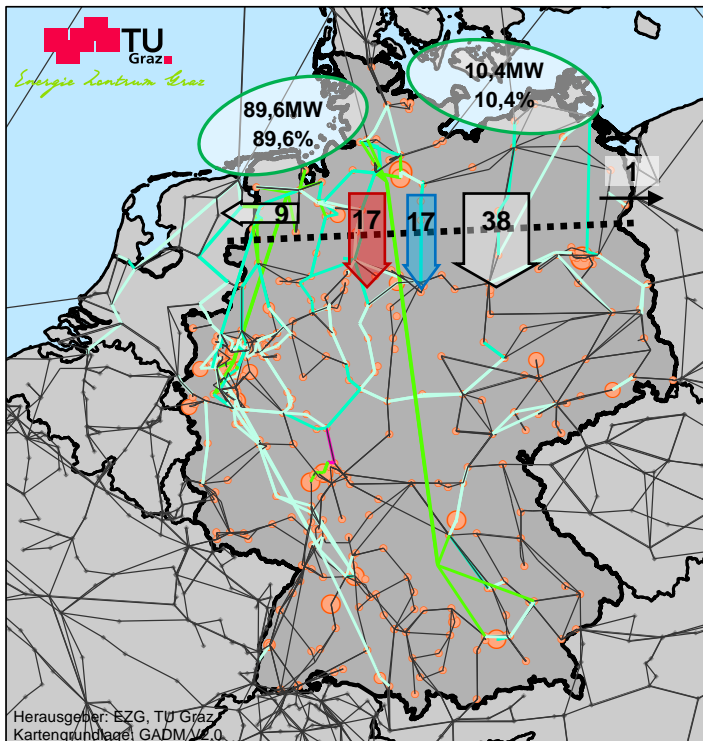 TU
Graz
Energie Zentrum Graz
89,6MW
89,6%
10,4MW
10,4%
1
9
17
17
38
Herausgeber: EZG, TU Graz
Kartengrundlage: GADM V2.0